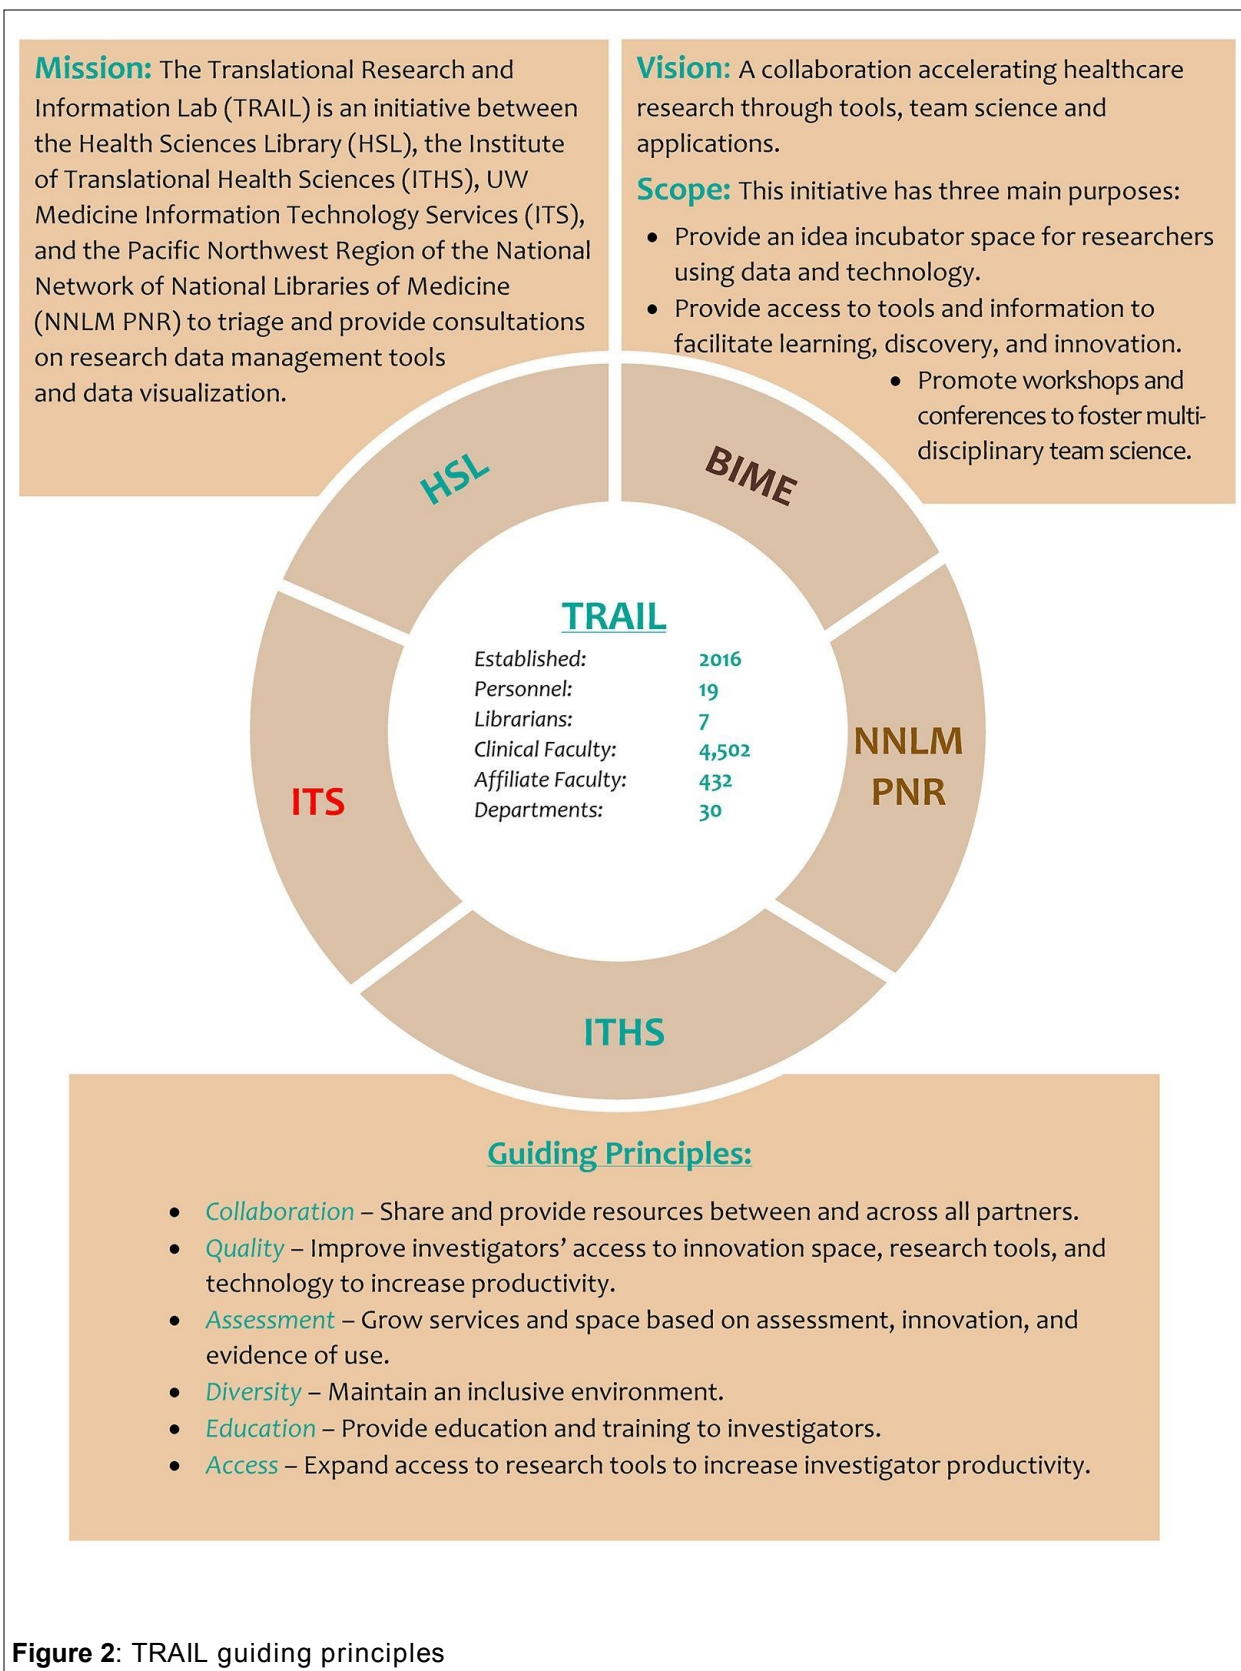 Mission: The Translational Research and
Information Lab (TRAIL) is an initiative between
the Health Sciences Library (HSL), the Institute
of Translational Health Sciences (ITHS), UW
Medicine Information Technology Services (ITS),
and the Pacific Northwest Region of the National
Network of National Libraries of Medicine
(NNLM PNR) to triage and provide consultations
on research data management tools
and data visualization.
Vision: A collaboration accelerating healthcare
research through tools, team science and
applications.
Scope: This initiative has three main purposes:
• Provide an idea incubator space for researchers
using data and technology.
• Provide access to tools and information to
facilitate learning, discovery, and innovation.
• Promote workshops and
conferences to foster multi-
disciplinary team science.
HSL
BIME
NNLM
PNR
ITHS
ITS
TRAIL
Established: 2016
Personnel: 19
Librarians: 7
Clinical Faculty: 4,502
Affiliate Faculty: 432
Departments: 30
Guiding Principles:
• Collaboration – Share and provide resources between and across all partners.
• Quality – Improve investigators’ access to innovation space, research tools, and
technology to increase productivity.
• Assessment – Grow services and space based on assessment, innovation, and
evidence of use.
• Diversity – Maintain an inclusive environment.
• Education – Provide education and training to investigators.
• Access – Expand access to research tools to increase investigator productivity.
Figure 2: TRAIL guiding principles